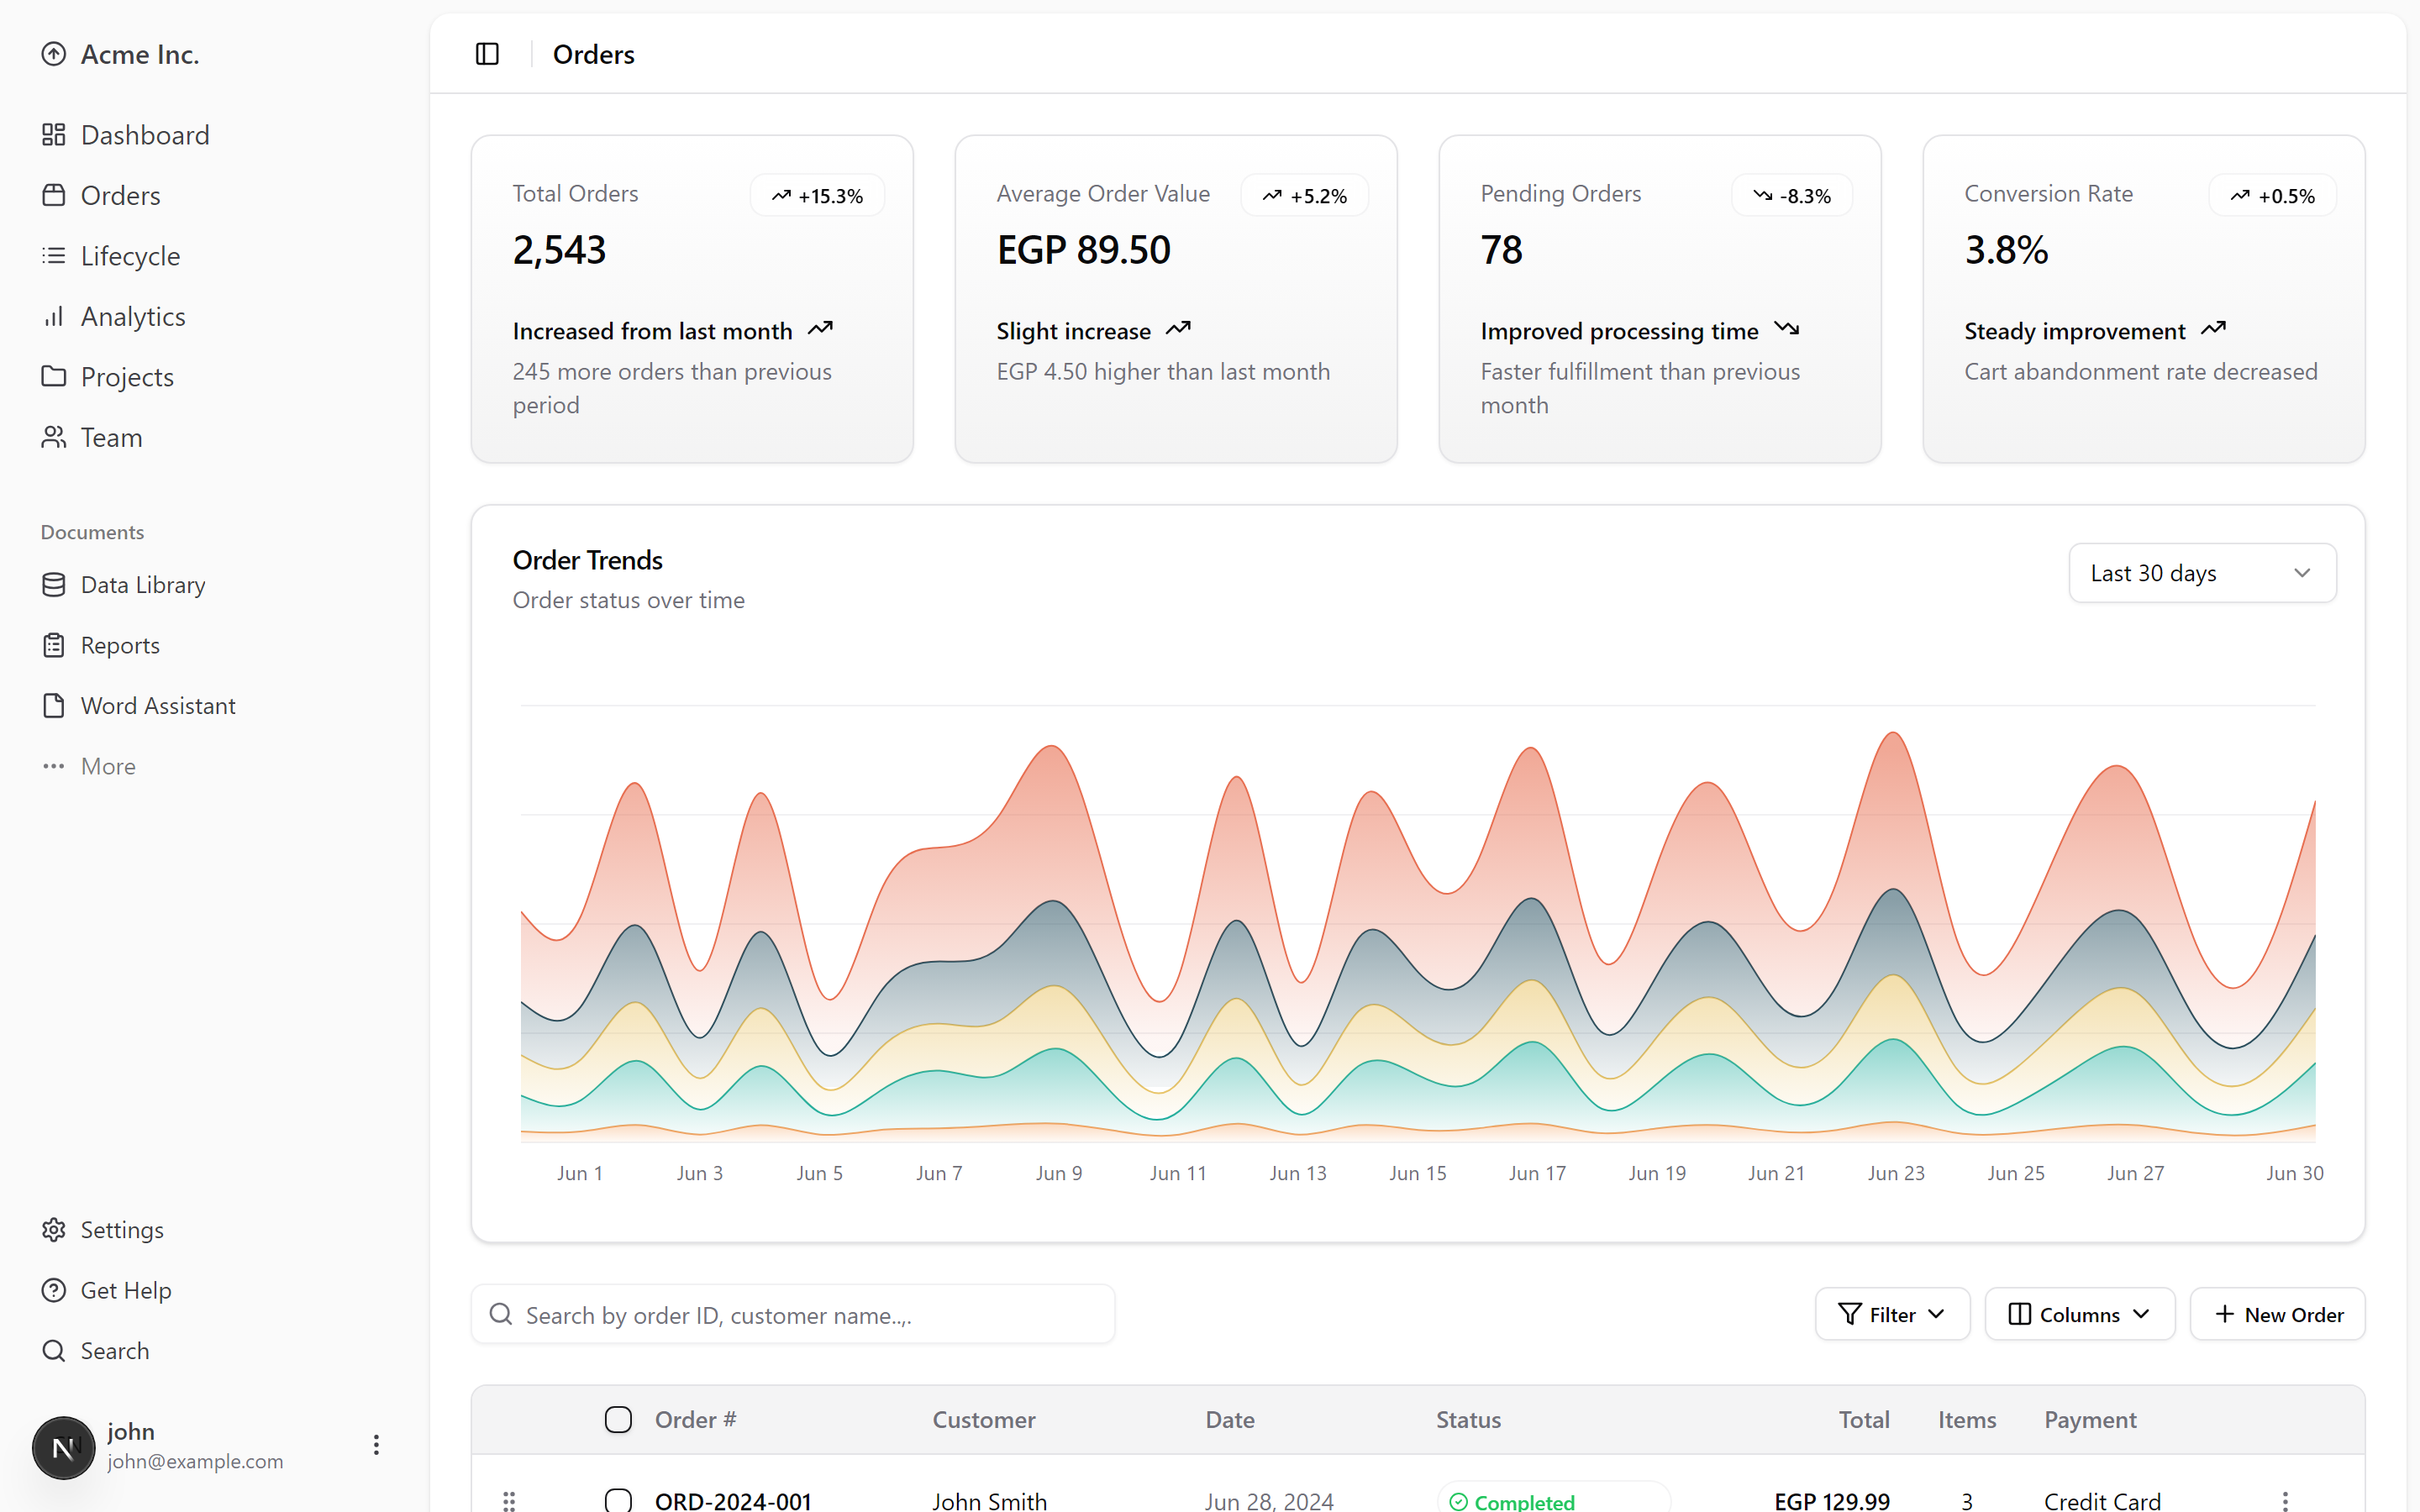 Acme Inc.
Dashboard
Orders
Lifecycle
Analytics
Projects
Team
Documents
Data Library
Reports
Word Assistant
More
Settings
Get Help
Search
john
john@example.com
Orders
Total Orders
+15.3%
2,543
Increased from last month
245 more orders than previous
period
Average Order Value
+5.2%
EGP 89.50
Slight increase
EGP 4.50 higher than last month
Pending Orders
-8.3%
78
Improved processing time
Faster fulfillment than previous
month
Conversion Rate
+0.5%
3.8%
Steady improvement
Cart abandonment rate decreased
Order Trends
Order status over time
Last 30 days
Jun 1 Jun 3 Jun 5 Jun 7 Jun 9 Jun 11 Jun 13 Jun 15 Jun 17 Jun 19 Jun 21 Jun 23 Jun 25 Jun 27 Jun 30
Search by order ID, customer name..,.
Filter
Columns
New Order
Order # Customer Date Status Total Items Payment
ORD-2024-001 John Smith Jun 28, 2024 Completed EGP 129.99 3 Credit Card